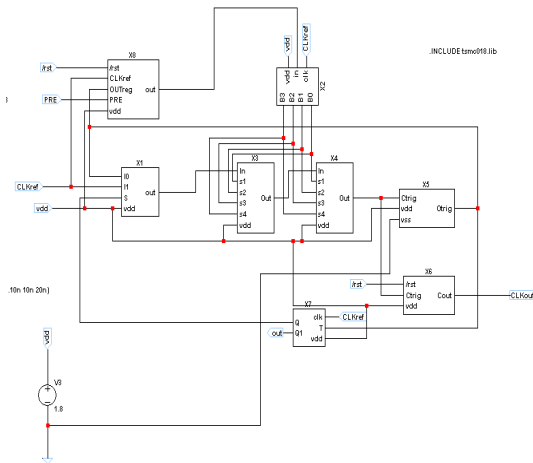 X8
/rst
/rst
CLKref
OUTreg
PRE
PRE
vdd
out
vdd
CLKref
vdd
in
clk
B3
B2
B1
B0
X2
.INCLUDE tsmc018.lib
X1
I0
CLKref
I1
S
vdd
vdd
out
X3
In
s1
s2
s3
s4
Out
X4
In
s1
s2
s3
s4
Out
X5
Ctrig
vdd
vss
Otrig
X6
/rst
/rst
Ctrig
vdd
Cout
CLKout
.10n 10n 20n)
X7
Q
clk
CLKref
out
Q1
T
vdd
vdd
V3
1.8